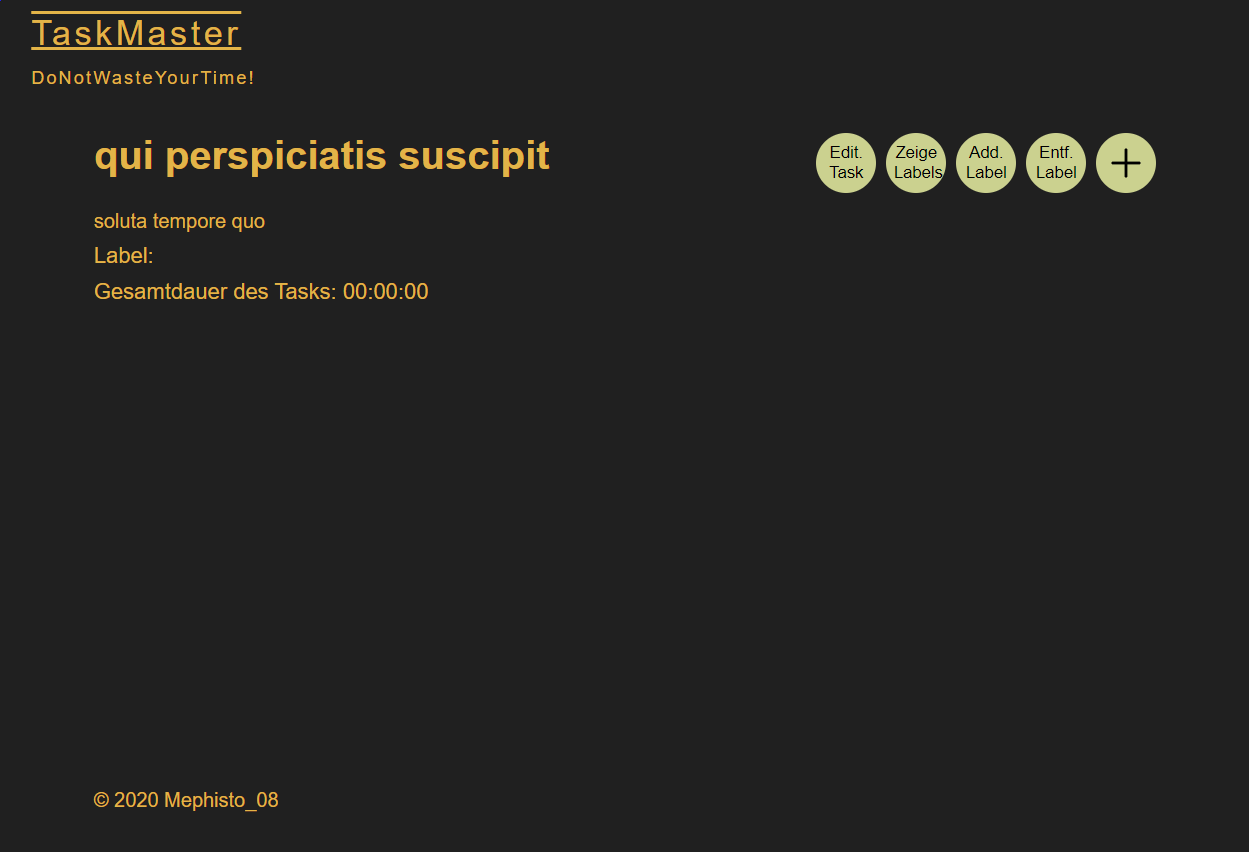 TaskMaster
DoNotWasteYourTime!
qui perspiciatis suscipit
Edit.
Task
Zeige
Labels
Add.
Label
Entf.
Label
soluta tempore quo
Label:
Gesamtdauer des Tasks: 00:00:00
© 2020 Mephisto_08